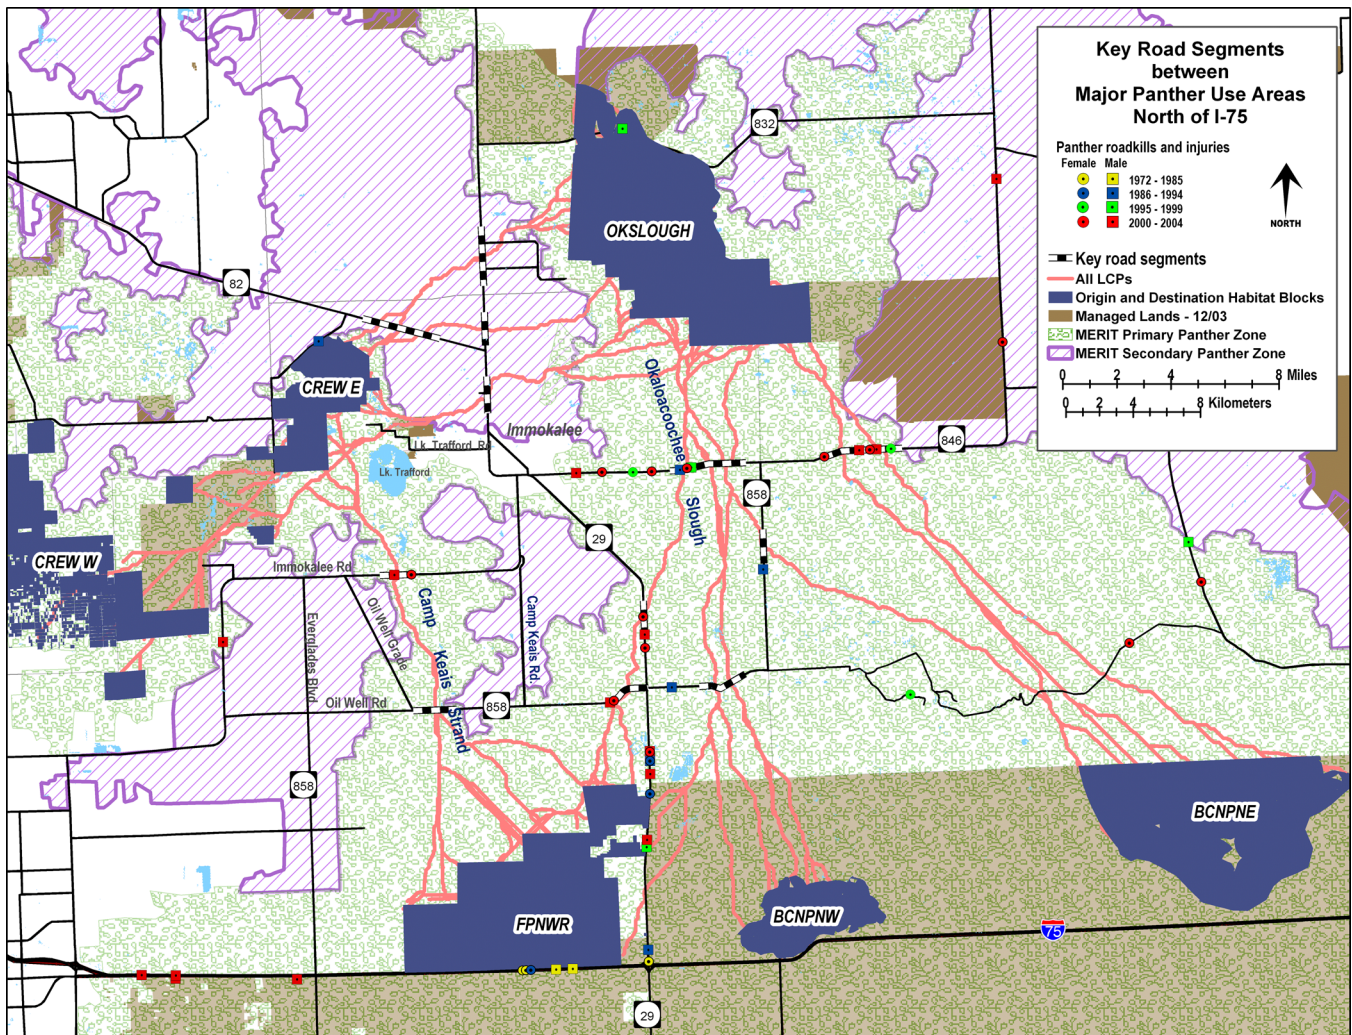 Key Road Segments
between
Major Panther Use Areas
North of I-75
Panther roadkills and injuries
Female Male
1972 - 1985
1986 - 1994
1995 - 1999
2000 - 2004
NORTH
Key road segments
All LCPs
Origin and Destination Habitat Blocks
Managed Lands - 12/03
MERIT Primary Panther Zone
MERIT Secondary Panther Zone
0 2 4 8 Miles
0 2 4 8 Kilometers
832
OKSLOUGH
82
CREW E
Okaloacoochee
Slough
Immokalee
Lk. Trafford Rd
Lk. Trafford
846
858
29
CREW W
Immokalee Rd
Oil Well Grade
Camp
Keais
Strand
Camp Keais Rd.
Everglades Blvd
Oil Well Rd
858
858
BCNPNE
FPNWR
BCNPNW
75
29